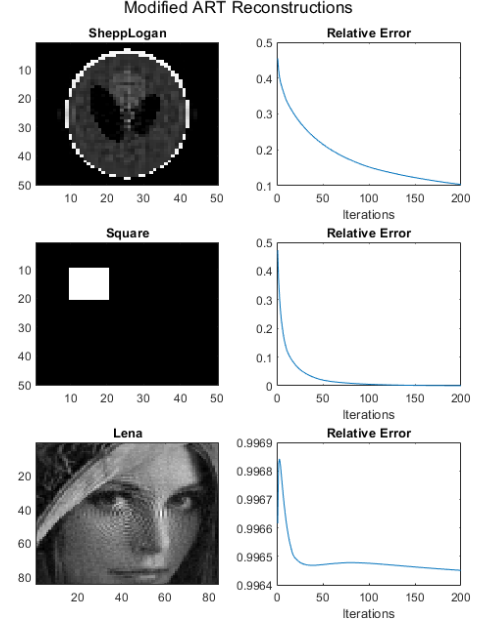 Modified ART Reconstructions
SheppLogan
10
20
30
40
50
10 20 30 40 50
Relative Error
0.5
0.4
0.3
0.2
0.1
0 50 100 150 200
Iterations
Square
10
20
30
40
50
10 20 30 40 50
Relative Error
0.5
0.4
0.3
0.2
0.1
0
0 50 100 150 200
Iterations
Lena
20
40
60
80
20 40 60 80
Relative Error
0.9969
0.9968
0.9967
0.9966
0.9965
0.9964
0 50 100 150 200
Iterations